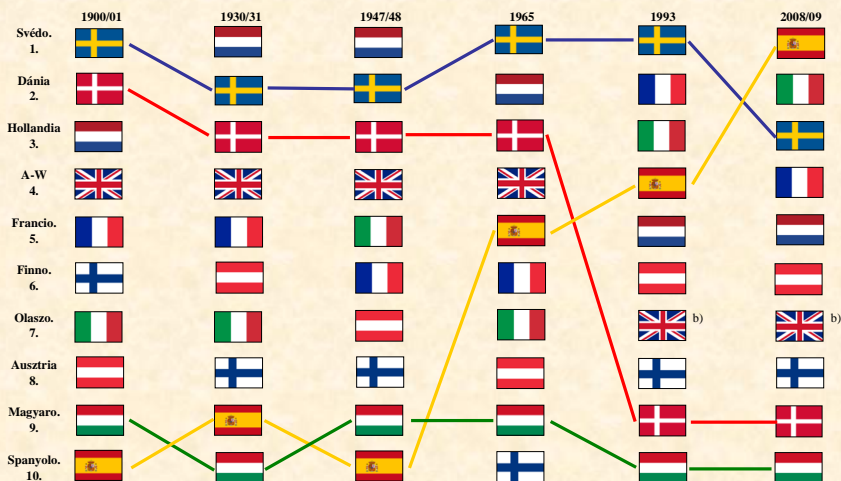 1900/01 1930/31 1947/48 1965 1993 2008/09
Svédo.
1.
Dánia
2.
Hollandia
3.
A-W
4.
Francio.
5.
Finno.
6.
Olaszo.
7.
b) b)
Ausztria
8.
Magyaro.
9.
Spanyolo.
10.